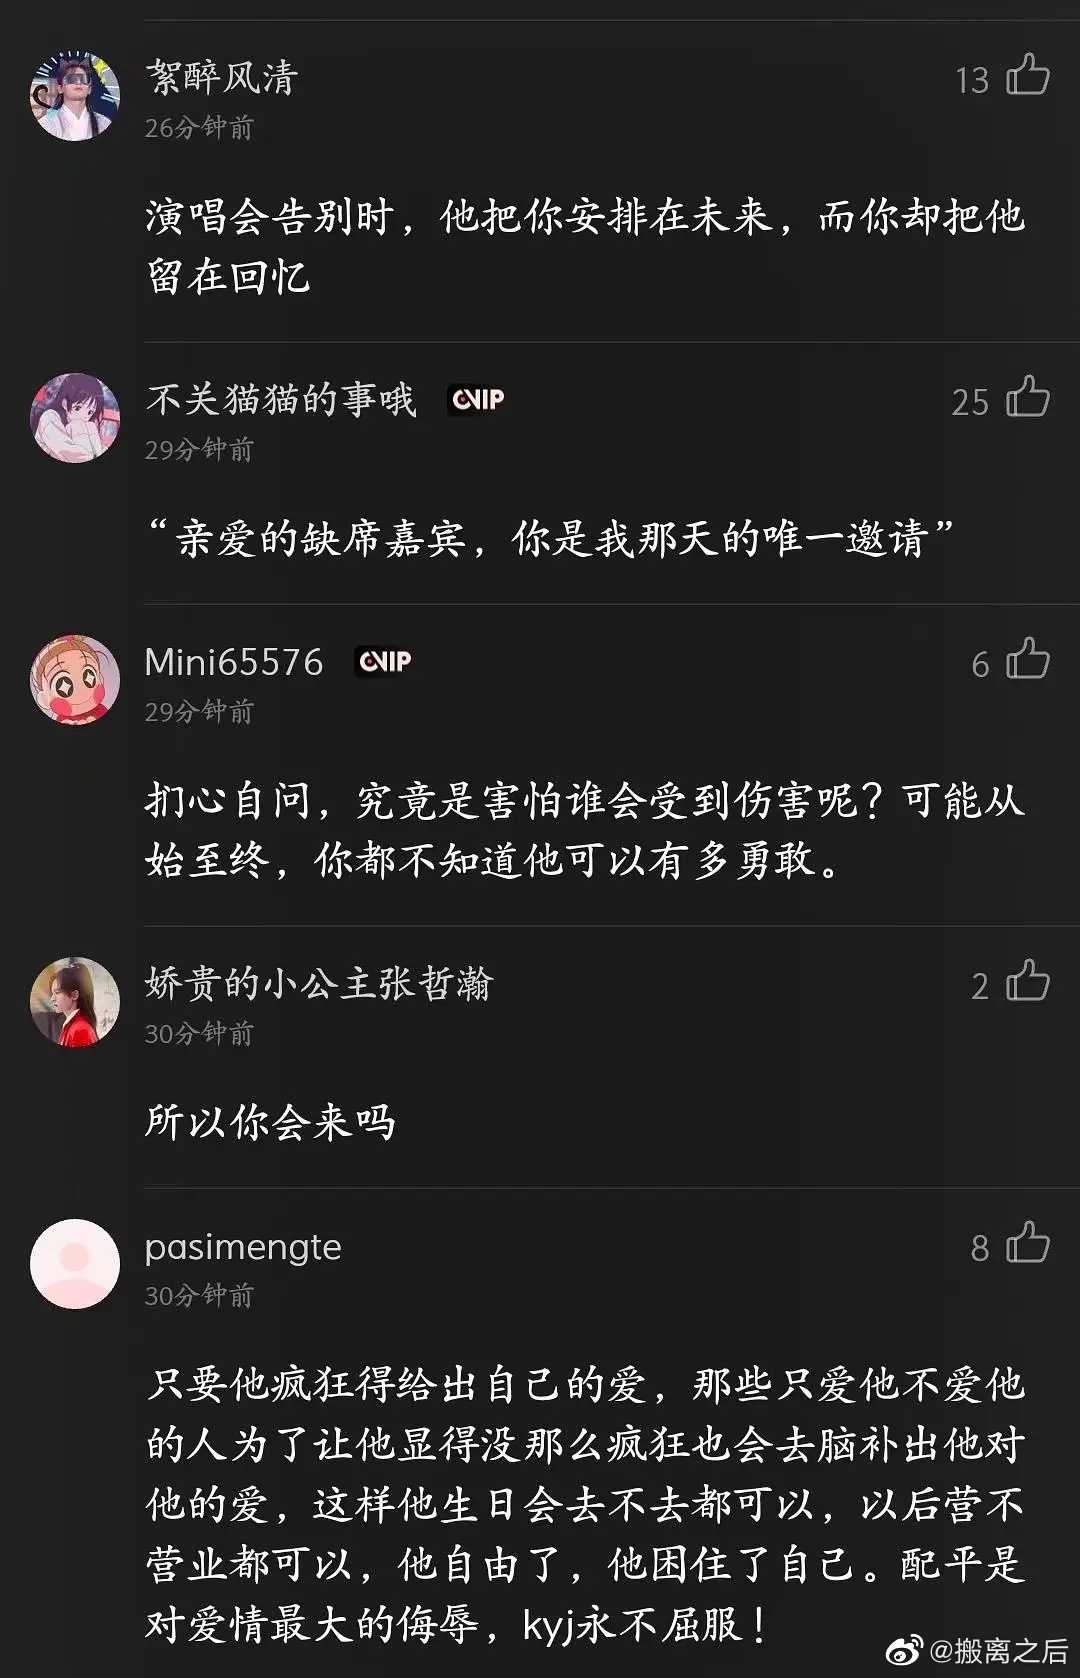 絮醉风清
13
26分钟前
演唱会告别时，他把你安排在未来，而你却把他
留在回忆
不关猫猫的事哦 VIP
25
29分钟前
“亲爱的缺席嘉宾，你是我那天的唯一邀请”
Mini65576 VIP
6
29分钟前
扪心自问，究竟是害怕谁会受到伤害呢？可能从
始至终，你都不知道他可以有多勇敢。
娇贵的小公主张哲瀚
2
30分钟前
所以你会来吗
pasimengte
8
30分钟前
只要他疯狂得给出自己的爱，那些只爱他不爱他
的人为了让他显得没那么疯狂也会去脑补出他对
他的爱，这样他生日会去不去都可以，以后营不
营业都可以，他自由了，他困住了自己。配平是
对爱情最大的侮辱，kyj永不屈服！
@搬离之后